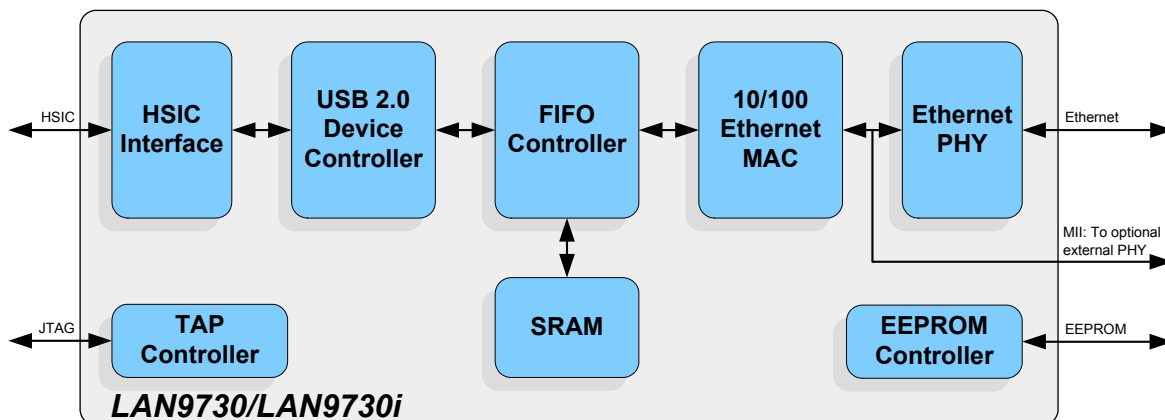 HSIC
HSIC
Interface
USB 2.0
Device
Controller
FIFO
Controller
10/100
Ethernet
MAC
Ethernet
PHY
Ethernet
MII: To optional
external PHY
JTAG
TAP
Controller
SRAM
EEPROM
Controller
EEPROM
LAN9730/LAN9730i